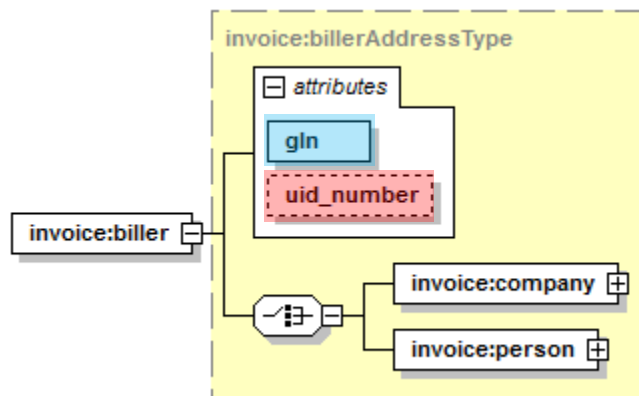 invoice:billerAddressType
attributes
gln
uid_number
invoice:biller
invoice:company
invoice:person